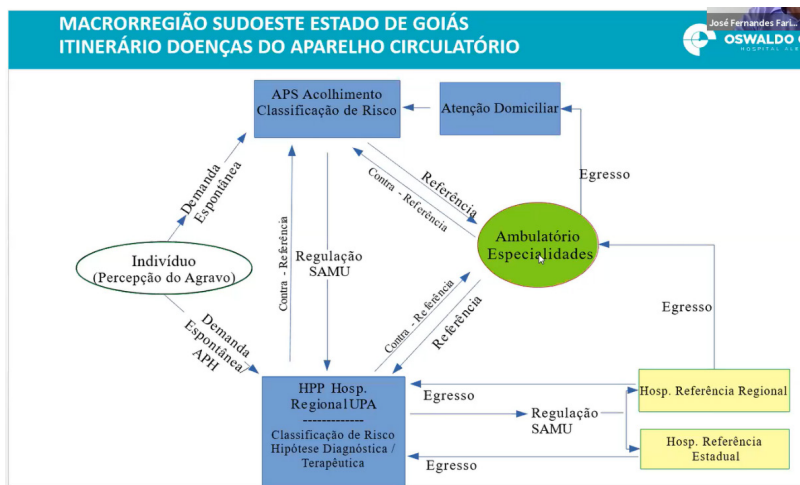 MACRORREGIÃO SUDOESTE ESTADO DE GOIÁS
ITINERÁRIO DOENÇAS DO APARELHO CIRCULATÓRIO
José Fernandes Fari...
OSWALDO
HOSPITAL
APS Acolhimento
Classificação de Risco
Atenção Domiciliar
Demanda
Espontânea
Referência
Contra - Referência
Egresso
Indivíduo
(Percepção do Agravo)
Contra - Referência
Regulação
SAMU
Ambulatório
Especialidades
Demanda
Espontânea/
APH
Contra - Referência
Referência
Egresso
HPP Hosp.
Regional UPA
-------------
Classificação de Risco
Hipótese Diagnóstica /
Terapêutica
Egresso
Regulação
SAMU
Egresso
Hosp. Referência Regional
Hosp. Referência
Estadual